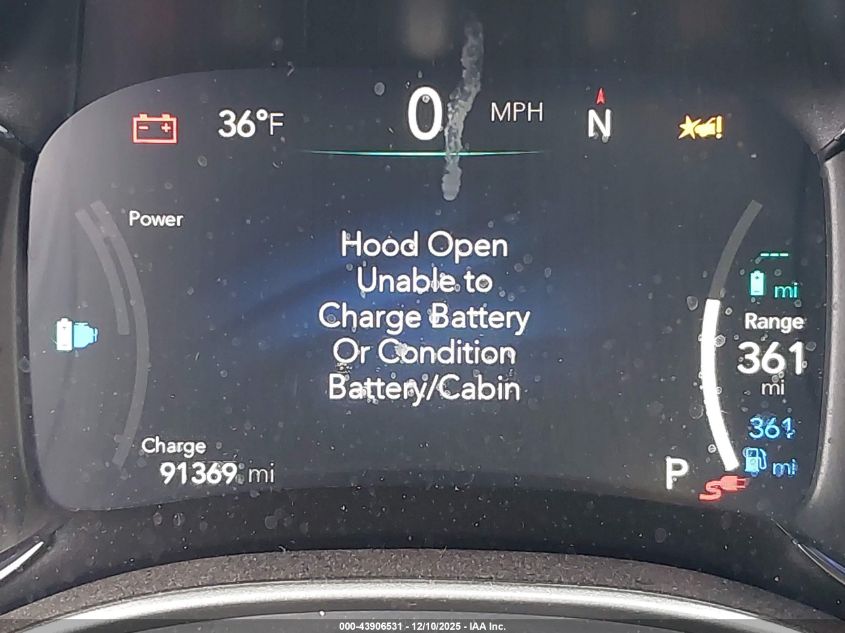 36°F
0 MPH
N
Power
Hood Open
Unable to
Charge Battery
Or Condition
Battery/Cabin
--- mi
Range
361
mi
361
mi
Charge
91369 mi
P
000-43906531 - 12/10/2025 - IAA Inc.